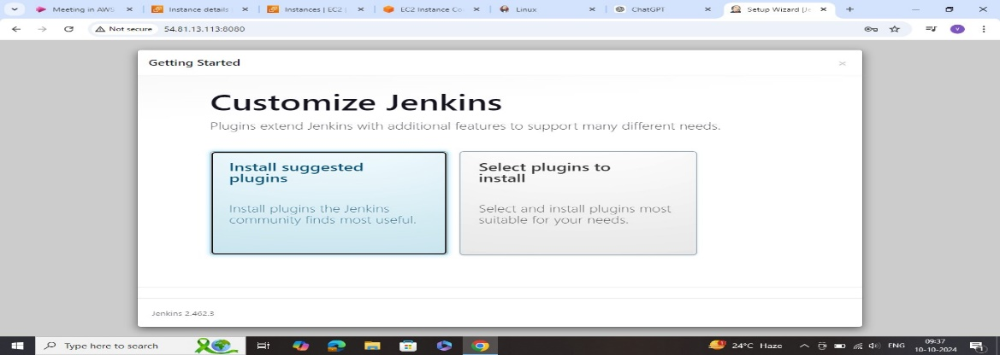 Meeting in AWS
Instance details
Instances | EC2 |
EC2 Instance Co
Linux
ChatGPT
Setup Wizard [Je
Not secure
54.81.13.113:8080
Getting Started
Customize Jenkins
Plugins extend Jenkins with additional features to support many different needs.
Install suggested
plugins
Install plugins the Jenkins
community finds most useful.
Select plugins to
install
Select and install plugins most
suitable for your needs.
Jenkins 2.462.3
Type here to search
24°C Haze
ENG
09:37
10-10-2024